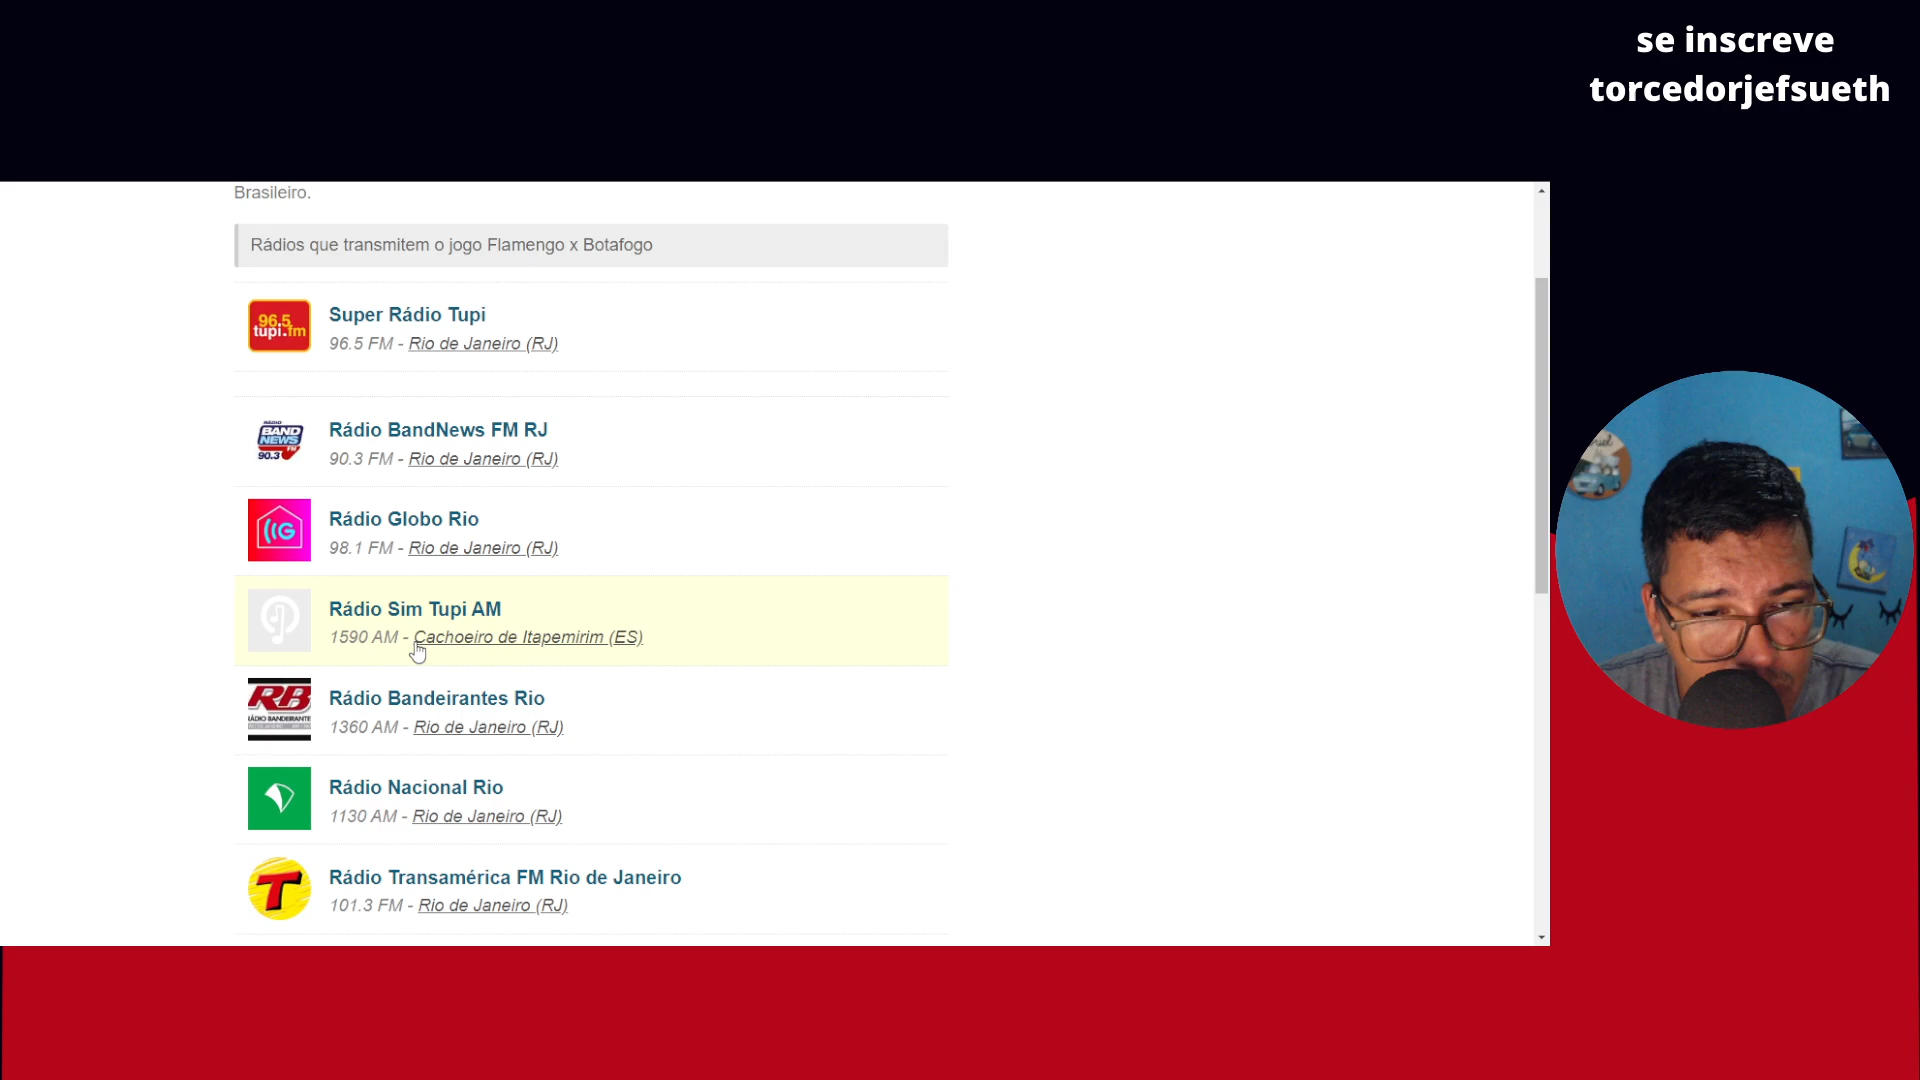 se inscreve
torcedorjefsueth
Brasileiro.
Rádios que transmitem o jogo Flamengo x Botafogo
96.5
tupi.fm
Super Rádio Tupi
96.5 FM - Rio de Janeiro (RJ)
RÁDIO
BAND
NEWS
FM
90.3
Rádio BandNews FM RJ
90.3 FM - Rio de Janeiro (RJ)
G
Rádio Globo Rio
98.1 FM - Rio de Janeiro (RJ)
Rádio Sim Tupi AM
1590 AM - Cachoeiro de Itapemirim (ES)
RB
RÁDIO BANDEIRANTE
Rádio Bandeirantes Rio
1360 AM - Rio de Janeiro (RJ)
Rádio Nacional Rio
1130 AM - Rio de Janeiro (RJ)
T
Rádio Transamérica FM Rio de Janeiro
101.3 FM - Rio de Janeiro (RJ)